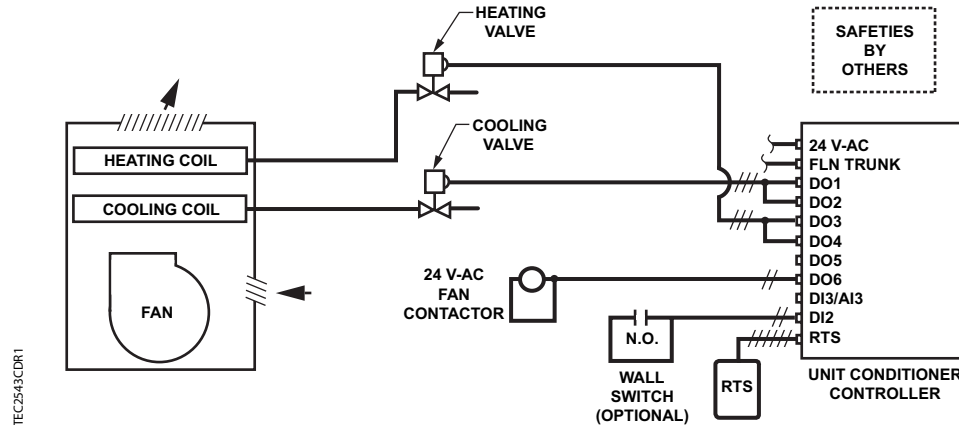 HEATING
VALVE
SAFETIES
BY
OTHERS
COOLING
VALVE
HEATING COIL
COOLING COIL
FAN
24 V-AC
FLN TRUNK
DO1
DO2
DO3
DO4
DO5
DO6
DI3/AI3
DI2
RTS
24 V-AC
FAN
CONTACTOR
N.O.
WALL
SWITCH
(OPTIONAL)
RTS
UNIT CONDITIONER
CONTROLLER
TEC2543CDR1